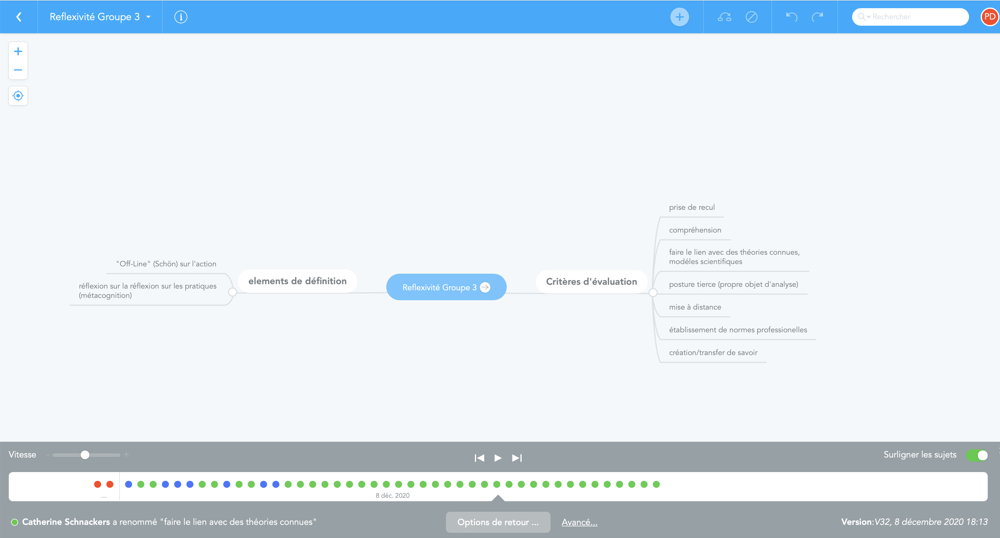 Reflexivité Groupe 3
Rechercher
PD
prise de recul
compréhension
faire le lien avec des théories connues,
modéles scientifiques
posture tierce (propre objet d'analyse)
mise à distance
établissement de normes professionelles
création/transfer de savoir
Critères d'évaluation
Reflexivité Groupe 3
elements de définition
"Off-Line" (Schön) sur l'action
réflexion sur la réflexion sur les pratiques
(métacognition)
Vitesse - +
Surligner les sujets
...
8 déc. 2020
Catherine Schnackers a renommé "faire le lien avec des théories connues"
Options de retour ...
Avancé...
Version:V32, 8 décembre 2020 18:13